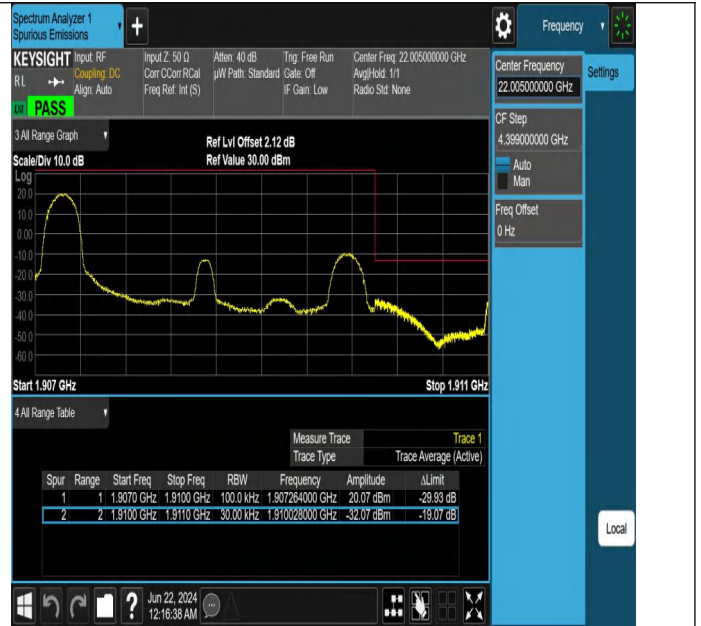 Spectrum Analyzer 1
Spurious Emissions
Frequency
KEYSIGHT
RL
LXI
PASS
Input: RF
Coupling: DC
Align: Auto
Input Z: 50 Ω
Corr CCorr RCal
Freq Ref: Int (S)
Atten: 40 dB
µW Path: Standard
Trig: Free Run
Gate: Off
IF Gain: Low
Center Freq: 22.005000000 GHz
Avg|Hold: 1/1
Radio Std: None
Center Frequency
22.005000000 GHz
Settings
CF Step
4.399000000 GHz
Auto
Man
Freq Offset
0 Hz
3 All Range Graph
Scale/Div 10.0 dB
Ref Lvl Offset 2.12 dB
Ref Value 30.00 dBm
Log
20.0
10.0
0.00
-10.0
-20.0
-30.0
-40.0
-50.0
-60.0
Start 1.907 GHz
Stop 1.911 GHz
4 All Range Table
Measure Trace Trace 1
Trace Type Trace Average (Active)
Spur Range Start Freq Stop Freq RBW Frequency Amplitude ΔLimit
1 1 1.9070 GHz 1.9100 GHz 100.0 kHz 1.907264000 GHz 20.07 dBm -29.93 dB
2 2 1.9100 GHz 1.9110 GHz 30.00 kHz 1.910028000 GHz -32.07 dBm -19.07 dB
Local
?
Jun 22, 2024
12:16:38 AM